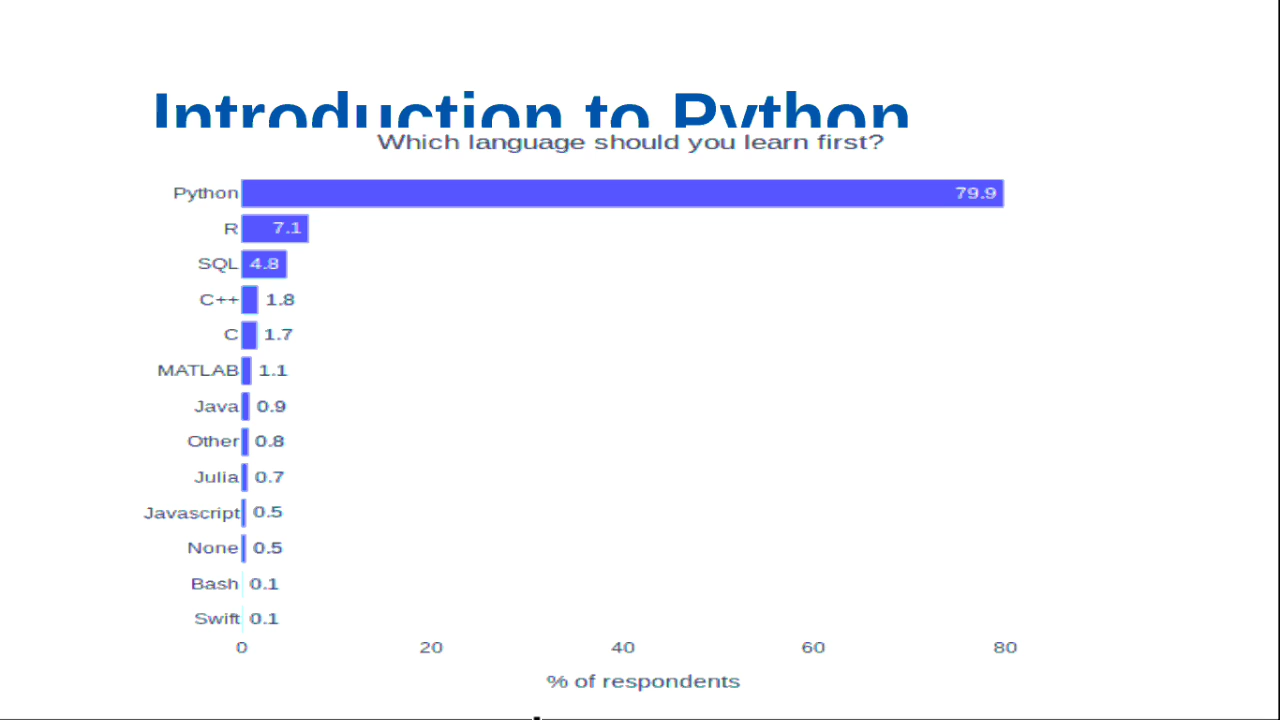 Introduction to Python
Which language should you learn first?
Python 79.9
R 7.1
SQL 4.8
C++ 1.8
C 1.7
MATLAB 1.1
Java 0.9
Other 0.8
Julia 0.7
Javascript 0.5
None 0.5
Bash 0.1
Swift 0.1
0 20 40 60 80
% of respondents